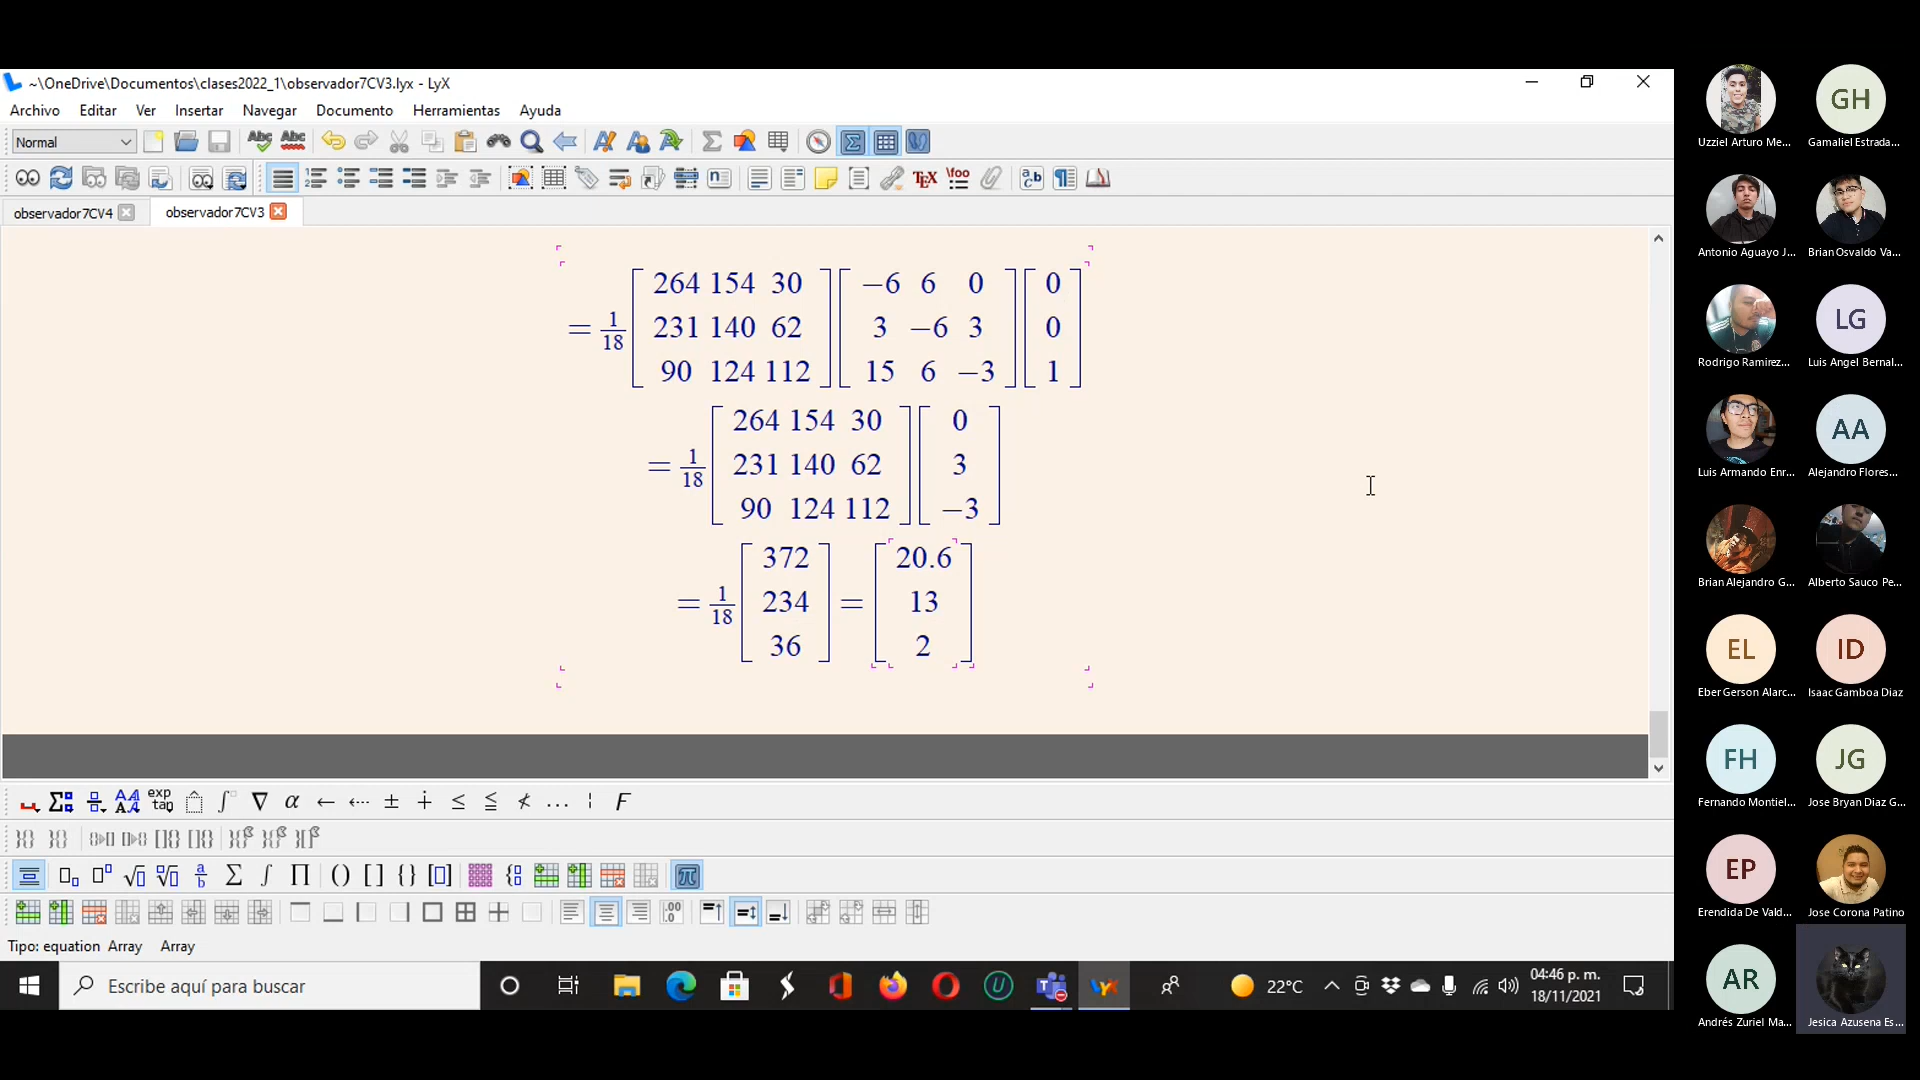 ~\OneDrive\Documentos\clases2022_1\observador7CV3.lyx - LyX
Archivo Editar Ver Insertar Navegar Documento Herramientas Ayuda
Normal
observador7CV4 observador7CV3
= 1/18 [264 154 30; 231 140 62; 90 124 112] [−6 6 0; 3 −6 3; 15 6 −3] [0; 0; 1]
= 1/18 [264 154 30; 231 140 62; 90 124 112] [0; 3; −3]
= 1/18 [372; 234; 36] = [20.6; 13; 2]
Tipo: equation Array Array
Escribe aquí para buscar
22°C
04:46 p. m.
18/11/2021
Uzziel Arturo Me...
GH
Gamaliel Estrada...
Antonio Aguayo J...
Brian Osvaldo Va...
Rodrigo Ramirez...
LG
Luis Angel Bernal...
Luis Armando Enr...
AA
Alejandro Flores...
Brian Alejandro G...
Alberto Sauco Pe...
EL
Eber Gerson Alarc...
ID
Isaac Gamboa Diaz
FH
Fernando Montiel...
JG
Jose Bryan Diaz G...
EP
Erendida De Vald...
Jose Corona Patino
AR
Andrés Zuriel Ma...
Jesica Azusena Es...